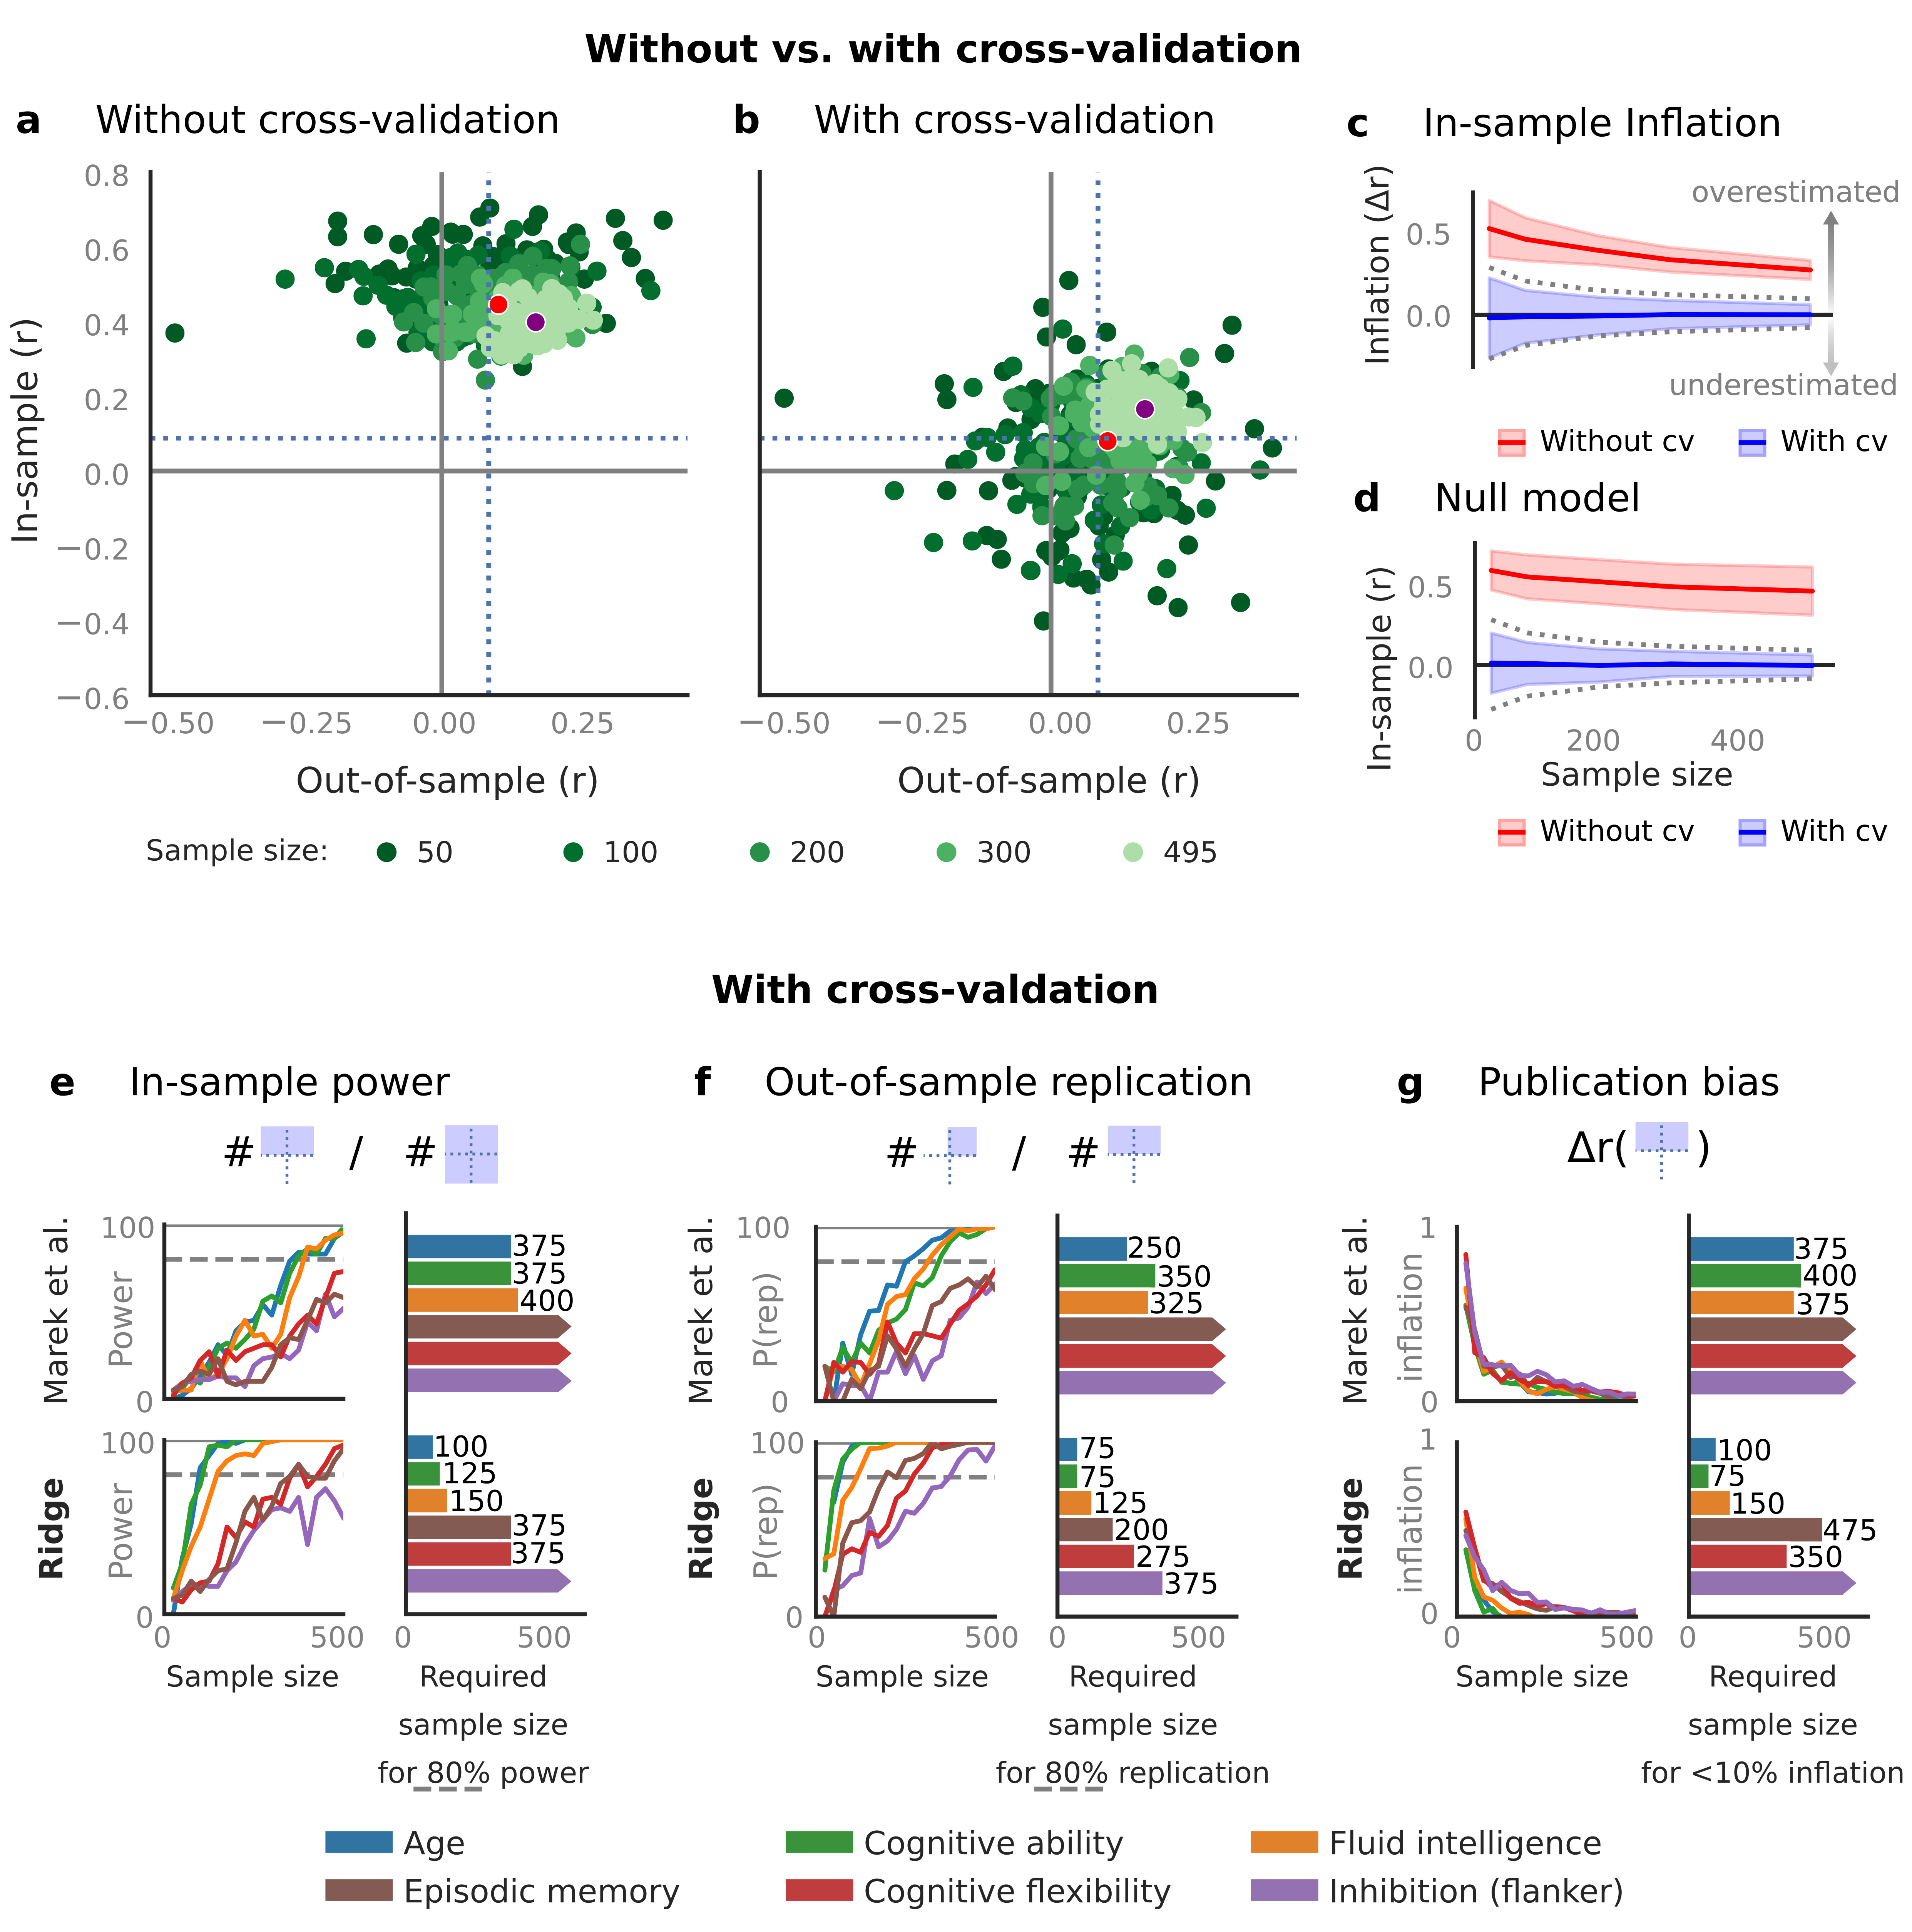 Without vs. with cross-validation
a Without cross-validation
b With cross-validation
c In-sample Inflation
In-sample (r)
0.8
0.6
0.4
0.2
0.0
−0.2
−0.4
−0.6
−0.50 −0.25 0.00 0.25
Out-of-sample (r)
−0.50 −0.25 0.00 0.25
Out-of-sample (r)
Sample size: 50 100 200 300 495
Inflation (Δr)
0.5
0.0
overestimated
underestimated
Without cv With cv
d Null model
In-sample (r)
0.5
0.0
0 200 400
Sample size
Without cv With cv
With cross-valdation
e In-sample power
# / #
Marek et al.
Power
100
0
375
375
400
Ridge
Power
100
0
100
125
150
375
375
0 500
Sample size
0 500
Required
sample size
for 80% power
f Out-of-sample replication
# / #
Marek et al.
P(rep)
100
0
250
350
325
Ridge
P(rep)
100
0
75
75
125
200
275
375
0 500
Sample size
0 500
Required
sample size
for 80% replication
g Publication bias
Δr( )
Marek et al.
inflation
1
0
375
400
375
Ridge
inflation
1
0
100
75
150
475
350
0 500
Sample size
0 500
Required
sample size
for <10% inflation
Age Cognitive ability Fluid intelligence
Episodic memory Cognitive flexibility Inhibition (flanker)